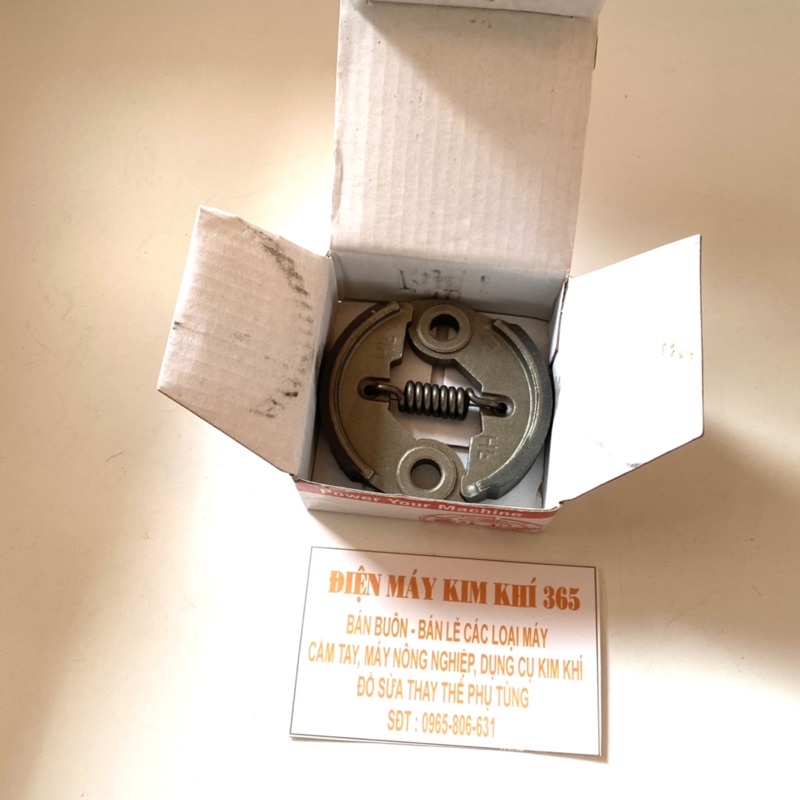 Power Your Machine
ĐIỆN MÁY KIM KHÍ 365
BÁN BUÔN - BÁN LẺ CÁC LOẠI MÁY
CẦM TAY, MÁY NÔNG NGHIỆP, DỤNG CỤ KIM KHÍ
ĐỒ SỬA THAY THẾ PHỤ TÙNG
SĐT : 0965-806-631